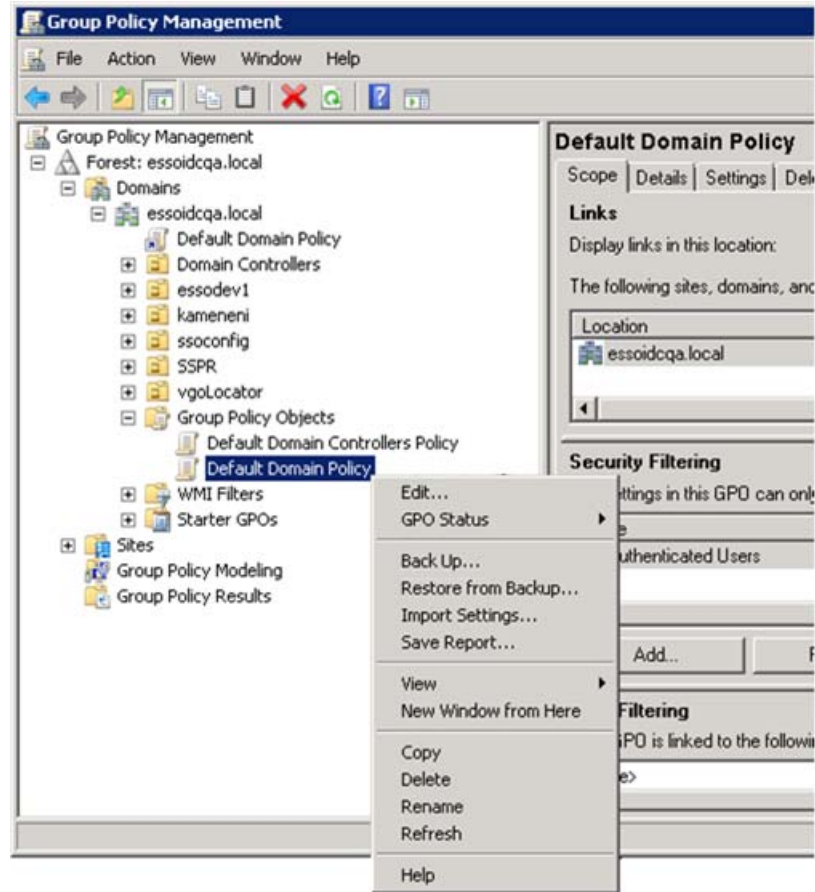 Group Policy Management
File Action View Window Help
Group Policy Management
Forest: essoidcqa.local
Domains
essoidcqa.local
Default Domain Policy
Domain Controllers
essodev1
kameneni
ssoconfig
SSPR
vgoLocator
Group Policy Objects
Default Domain Controllers Policy
Default Domain Policy
WMI Filters
Starter GPOs
Sites
Group Policy Modeling
Group Policy Results
Default Domain Policy
Scope Details Settings
Links
Display links in this location:
The following sites, domains, and
Location
essoidcqa.local
Security Filtering
in this GPO can only
Users
Add...
Filtering
is linked to the
Edit...
GPO Status
Back Up...
Restore from Backup...
Import Settings...
Save Report...
View
New Window from Here
Copy
Delete
Rename
Refresh
Help